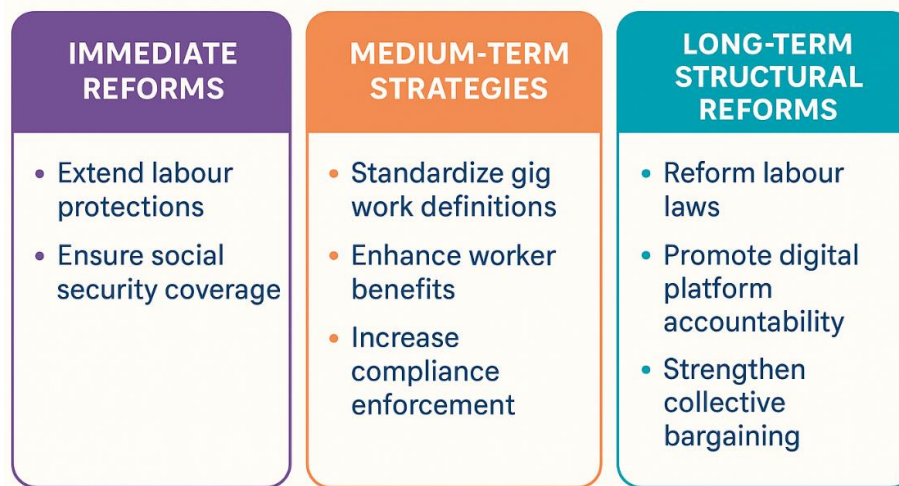 IMMEDIATE
REFORMS
• Extend labour
protections
• Ensure social
security coverage
MEDIUM-TERM
STRATEGIES
• Standardize gig
work definitions
• Enhance worker
benefits
• Increase
compliance
enforcement
LONG-TERM
STRUCTURAL
REFORMS
• Reform labour
laws
• Promote digital
platform
accountability
• Strengthen
collective
bargaining